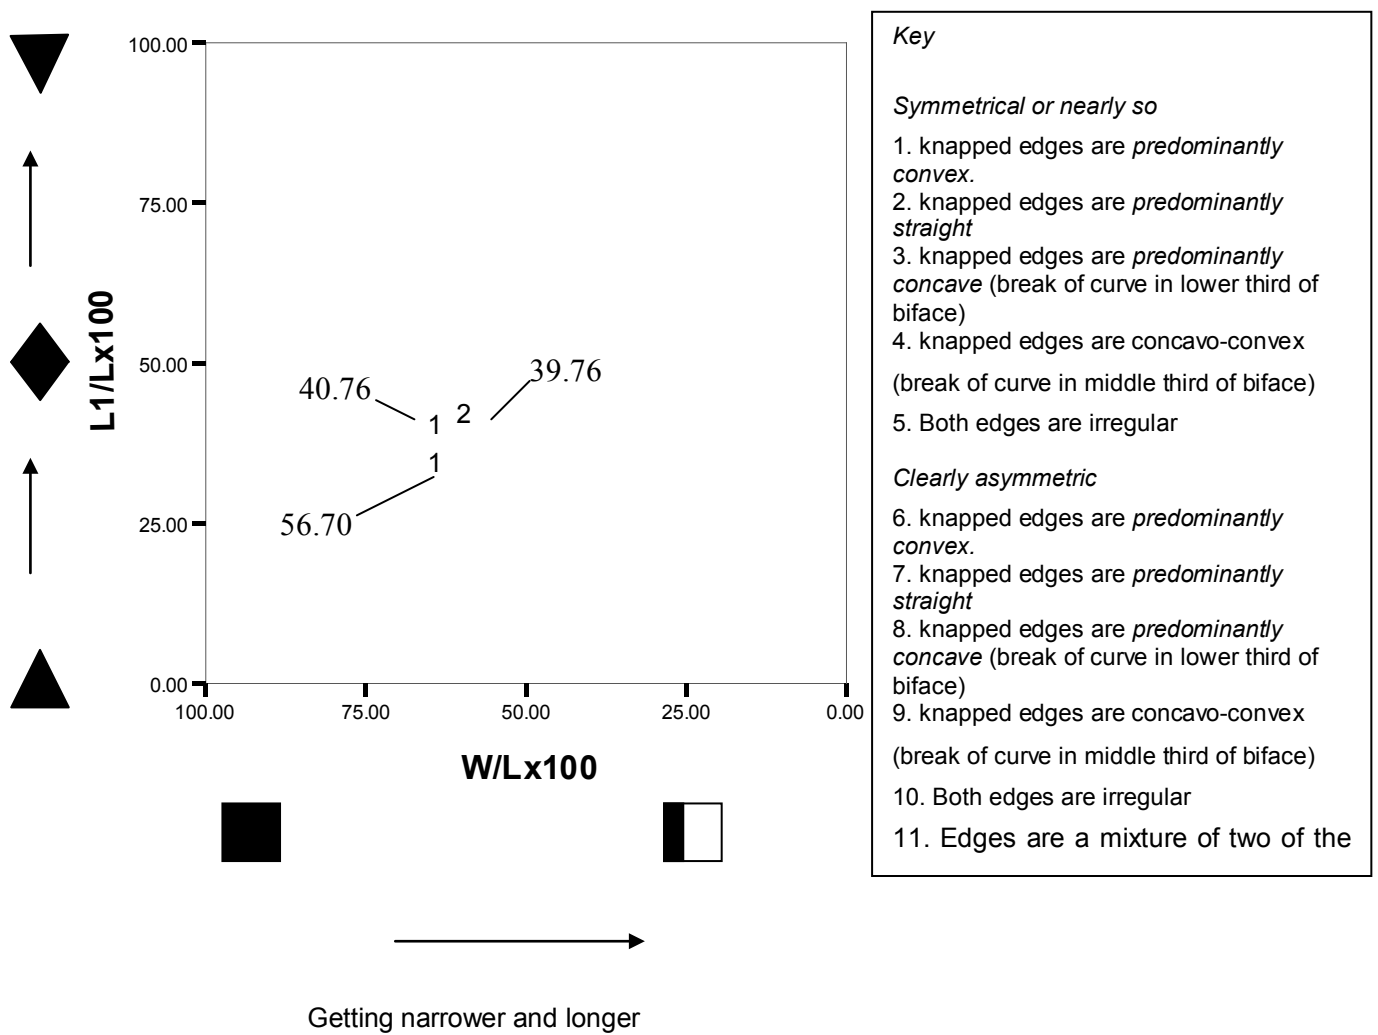 100.00
75.00
50.00
25.00
0.00
L1/Lx100
40.76
39.76
1
2
1
56.70
100.00
75.00
50.00
25.00
0.00
W/Lx100
Getting narrower and longer
Key
Symmetrical or nearly so
1. knapped edges are predominantly
convex.
2. knapped edges are predominantly
straight
3. knapped edges are predominantly
concave (break of curve in lower third of
biface)
4. knapped edges are concavo-convex
(break of curve in middle third of biface)
5. Both edges are irregular
Clearly asymmetric
6. knapped edges are predominantly
convex.
7. knapped edges are predominantly
straight
8. knapped edges are predominantly
concave (break of curve in lower third of
biface)
9. knapped edges are concavo-convex
(break of curve in middle third of biface)
10. Both edges are irregular
11. Edges are a mixture of two of the